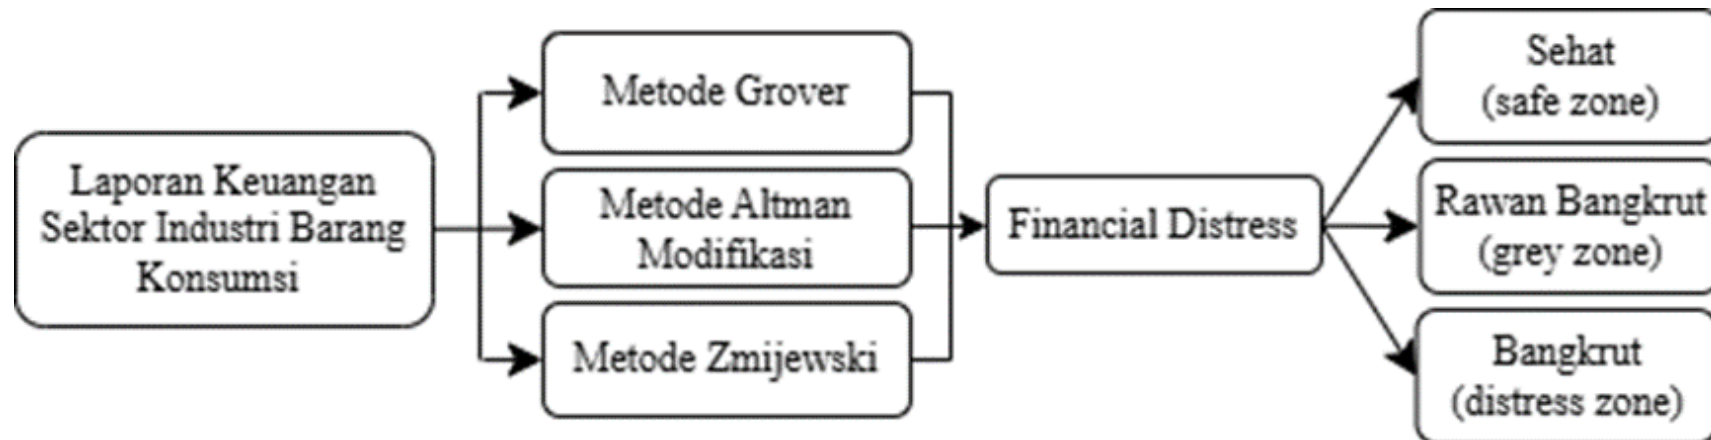 Laporan Keuangan
Sektor Industri Barang
Konsumsi
Metode Grover
Metode Altman
Modifikasi
Metode Zmijewski
Financial Distress
Sehat
(safe zone)
Rawan Bangkrut
(grey zone)
Bangkrut
(distress zone)